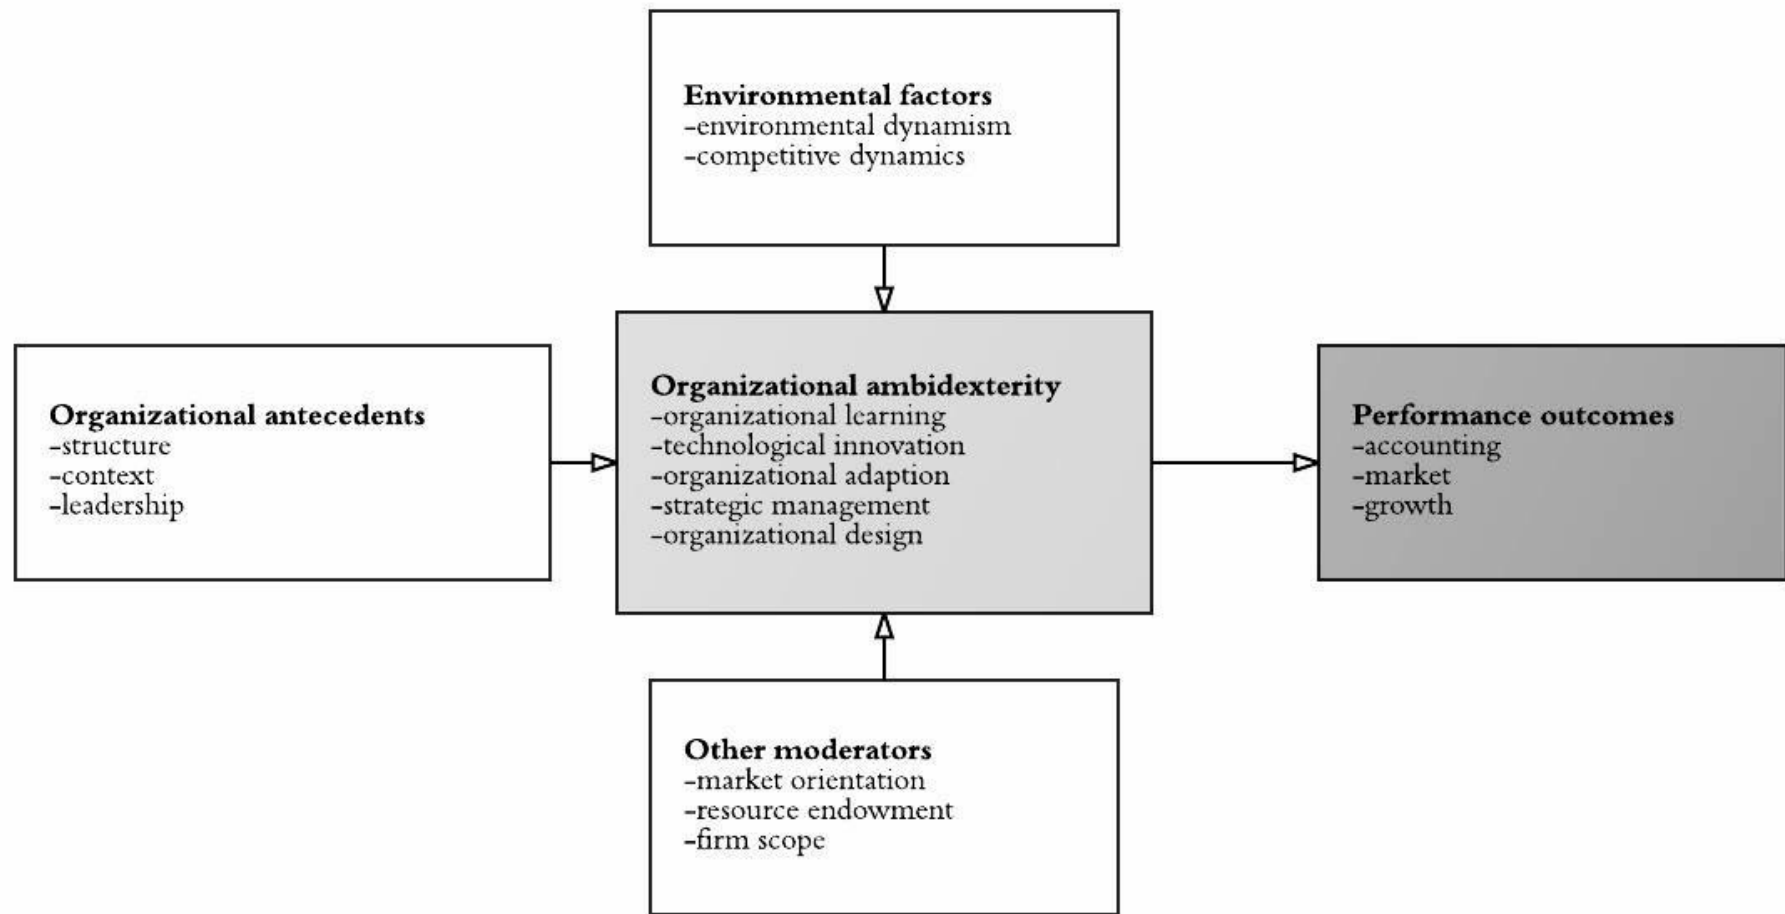 Environmental factors
-environmental dynamism
-competitive dynamics
Organizational antecedents
-structure
-context
-leadership
Organizational ambidexterity
-organizational learning
-technological innovation
-organizational adaption
-strategic management
-organizational design
Performance outcomes
-accounting
-market
-growth
Other moderators
-market orientation
-resource endowment
-firm scope